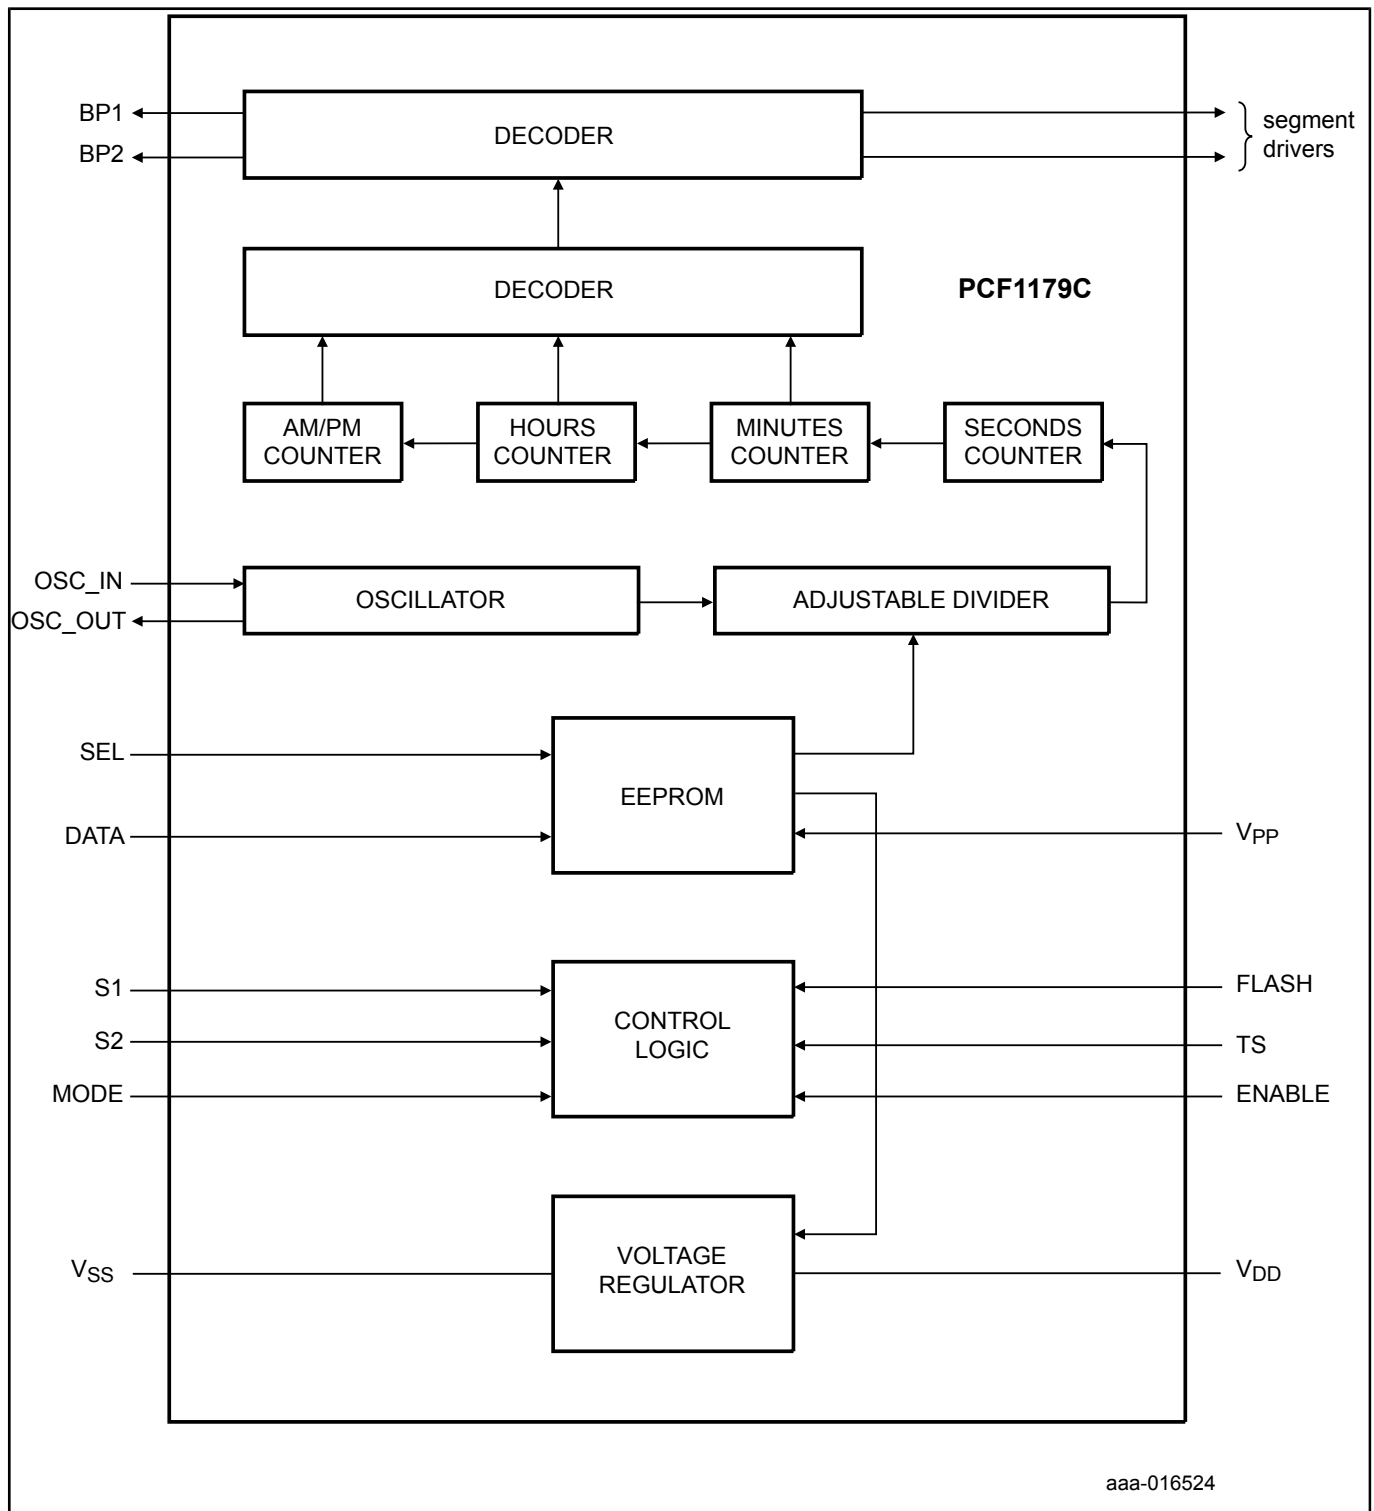 BP1
BP2
DECODER
segment
drivers
DECODER
PCF1179C
AM/PM
COUNTER
HOURS
COUNTER
MINUTES
COUNTER
SECONDS
COUNTER
OSC_IN
OSC_OUT
OSCILLATOR
ADJUSTABLE DIVIDER
SEL
DATA
EEPROM
VPP
S1
S2
MODE
CONTROL
LOGIC
FLASH
TS
ENABLE
VSS
VOLTAGE
REGULATOR
VDD
aaa-016524